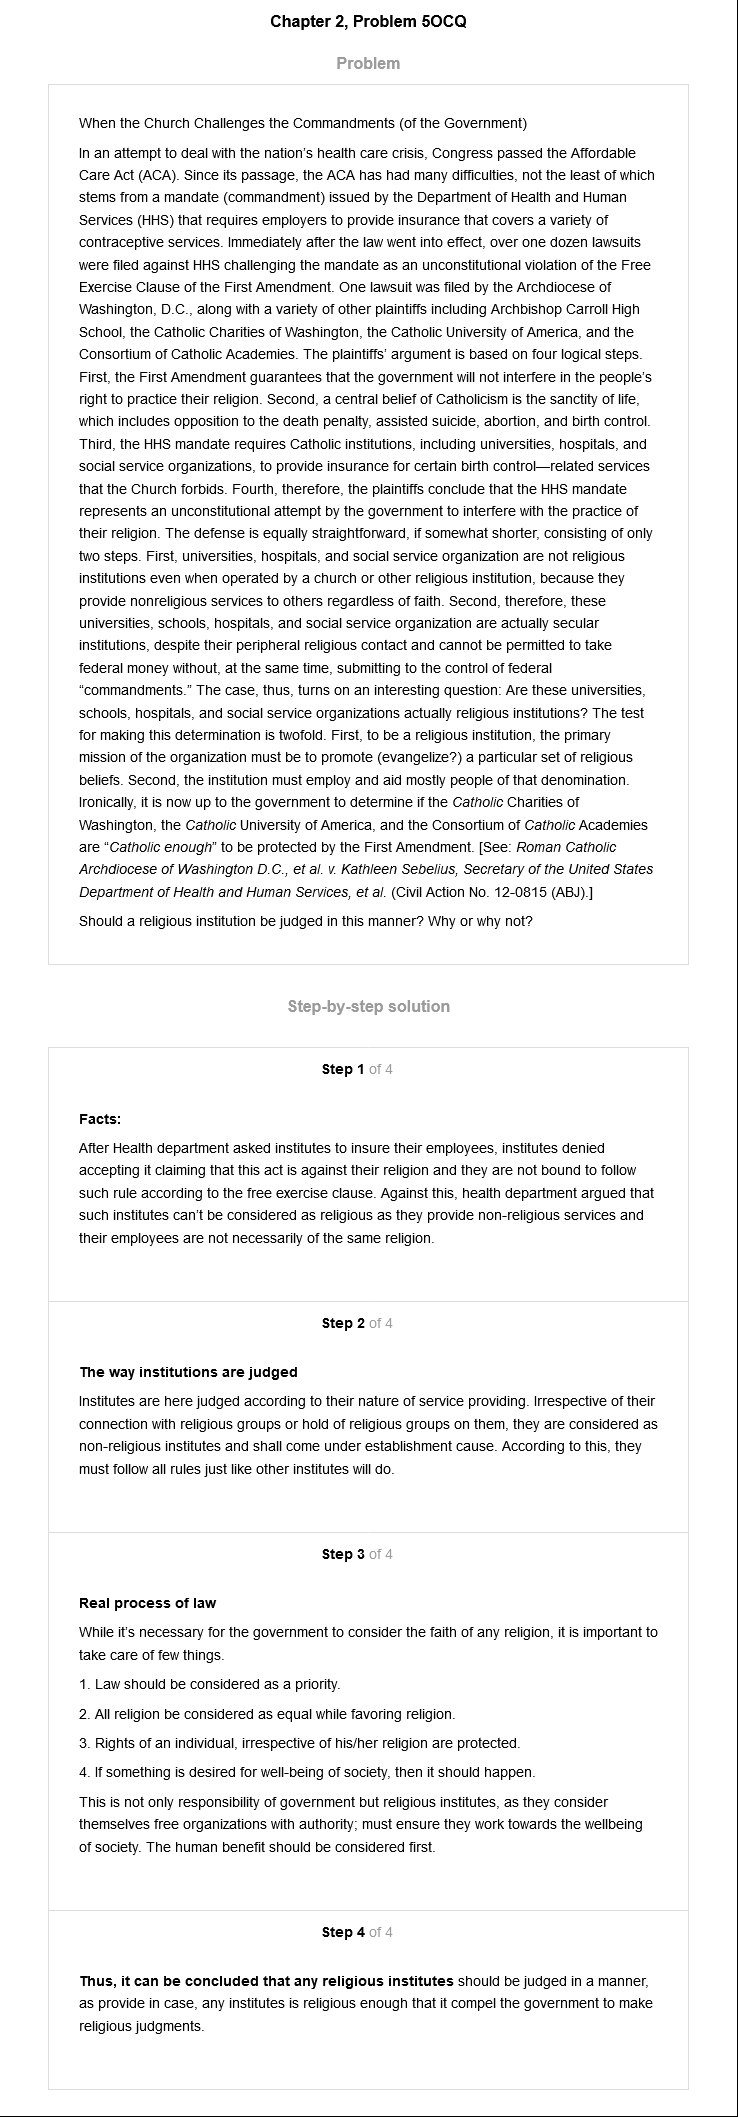 Chapter 2, Problem 5OCQ
Problem
When the Church Challenges the Commandments (of the Government)
In an attempt to deal with the nation's health care crisis, Congress passed the Affordable
Care Act (ACA). Since its passage, the ACA has had many difficulties, not the least of which
stems from a mandate (commandment) issued by the Department of Health and Human
Services (HHS) that requires employers to provide insurance that covers a variety of
contraceptive services. Immediately after the law went into effect, over one dozen lawsuits
were filed against HHS challenging the mandate as an unconstitutional violation of the Free
Exercise Clause of the First Amendment. One lawsuit was filed by the Archdiocese of
Washington, D.C., along with a variety of other plaintiffs including Archbishop Carroll High
School, the Catholic Charities of Washington, the Catholic University of America, and the
Consortium of Catholic Academies. The plaintiffs' argument is based on four logical steps.
First, the First Amendment guarantees that the government will not interfere in the people's
right to practice their religion. Second, a central belief of Catholicism is the sanctity of life,
which includes opposition to the death penalty, assisted suicide, abortion, and birth control.
Third, the HHS mandate requires Catholic institutions, including universities, hospitals, and
social service organizations, to provide insurance for certain birth control—related services
that the Church forbids. Fourth, therefore, the plaintiffs conclude that the HHS mandate
represents an unconstitutional attempt by the government to interfere with the practice of
their religion. The defense is equally straightforward, if somewhat shorter, consisting of only
two steps. First, universities, hospitals, and social service organization are not religious
institutions even when operated by a church or other religious institution, because they
provide nonreligious services to others regardless of faith. Second, therefore, these
universities, schools, hospitals, and social service organization are actually secular
institutions, despite their peripheral religious contact and cannot be permitted to take
federal money without, at the same time, submitting to the control of federal
“commandments.” The case, thus, turns on an interesting question: Are these universities,
schools, hospitals, and social service organizations actually religious institutions? The test
for making this determination is twofold. First, to be a religious institution, the primary
mission of the organization must be to promote (evangelize?) a particular set of religious
beliefs. Second, the institution must employ and aid mostly people of that denomination.
Ironically, it is now up to the government to determine if the Catholic Charities of
Washington, the Catholic University of America, and the Consortium of Catholic Academies
are “Catholic enough” to be protected by the First Amendment. [See: Roman Catholic
Archdiocese of Washington D.C., et al. v. Kathleen Sebelius, Secretary of the United States
Department of Health and Human Services, et al. (Civil Action No. 12-0815 (ABJ).]
Should a religious institution be judged in this manner? Why or why not?
Step-by-step solution
Step 1 of 4
Facts:
After Health department asked institutes to insure their employees, institutes denied
accepting it claiming that this act is against their religion and they are not bound to follow
such rule according to the free exercise clause. Against this, health department argued that
such institutes can't be considered as religious as they provide non-religious services and
their employees are not necessarily of the same religion.
Step 2 of 4
The way institutions are judged
Institutes are here judged according to their nature of service providing. Irrespective of their
connection with religious groups or hold of religious groups on them, they are considered as
non-religious institutes and shall come under establishment cause. According to this, they
must follow all rules just like other institutes will do.
Step 3 of 4
Real process of law
While it's necessary for the government to consider the faith of any religion, it is important to
take care of few things.
1. Law should be considered as a priority.
2. All religion be considered as equal while favoring religion.
3. Rights of an individual, irrespective of his/her religion are protected.
4. If something is desired for well-being of society, then it should happen.
This is not only responsibility of government but religious institutes, as they consider
themselves free organizations with authority; must ensure they work towards the wellbeing
of society. The human benefit should be considered first.
Step 4 of 4
Thus, it can be concluded that any religious institutes should be judged in a manner,
as provide in case, any institutes is religious enough that it compel the government to make
religious judgments.